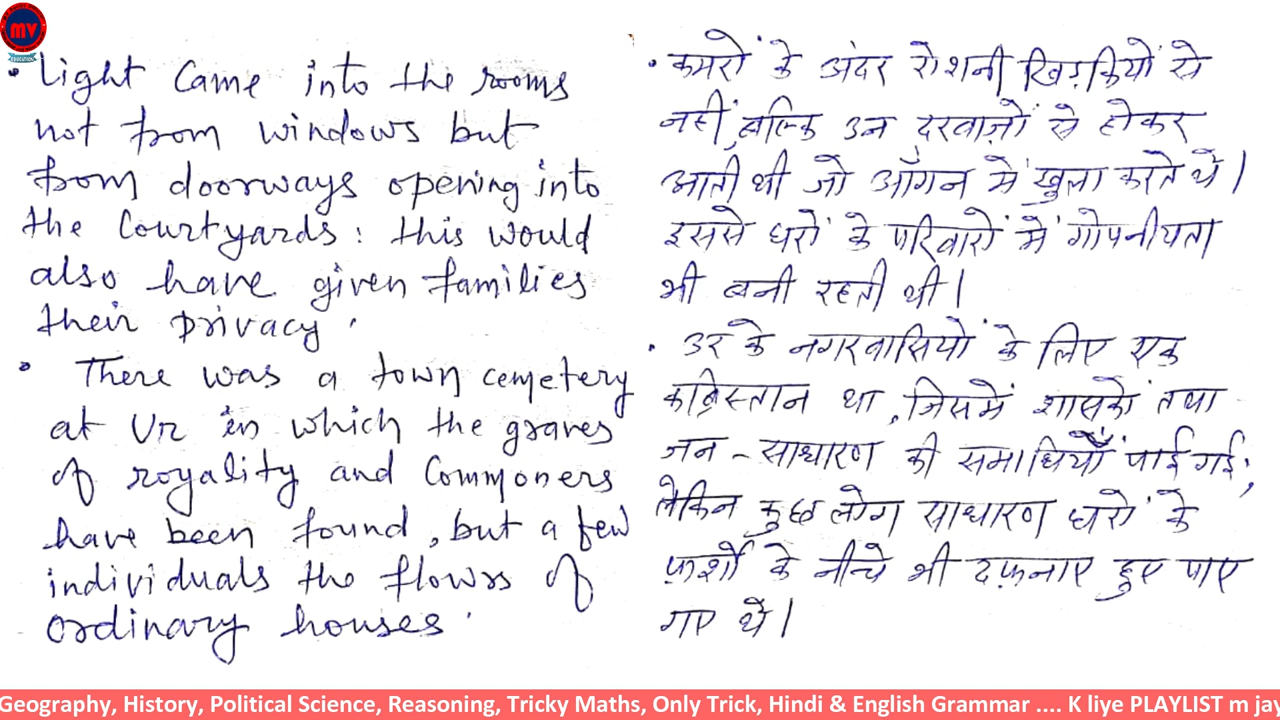 mv
EDUCATION
• Light Came into the rooms
not from windows but
from doorways opening into
the Courtyards: this would
also have given families
their privacy.
• There was a town cemetery
at Ur in which the graves
of royality and Commoners
have been found, but a few
individuals the flowrs of
ordinary houses.
• कमरों के अंदर रोशनी खिड़कियों से
नहीं, बल्कि उन दरवाज़ों से होकर
आती थी जो आँगन में खुला करते थे।
इससे घरों के परिवारों में गोपनीयता
भी बनी रहती थी।
• उर के नगरवासियों के लिए एक
कब्रिस्तान था, जिसमें शासकों तथा
जन-साधारण की समाधियाँ पाई गई;
लेकिन कुछ लोग साधारण घरों के
फ़र्शों के नीचे भी दफ़नाए हुए पाए
गए थे।
Geography, History, Political Science, Reasoning, Tricky Maths, Only Trick, Hindi & English Grammar .... K liye PLAYLIST m jay